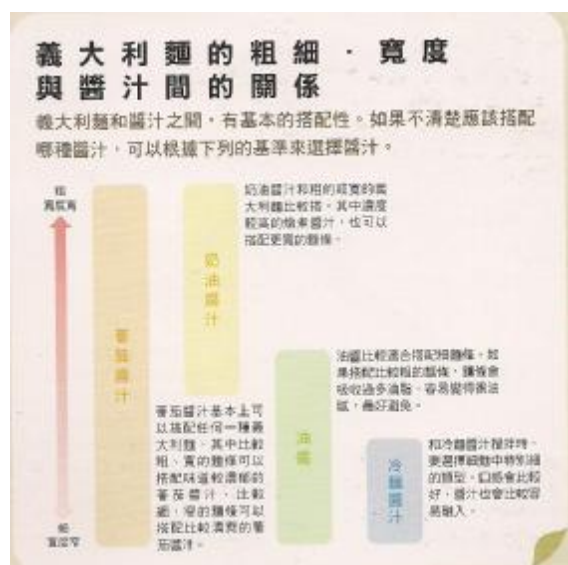 義大利麵的粗細．寬度
與醬汁間的關係
義大利麵和醬汁之間，有基本的搭配性。如果不清楚應該搭配
哪種醬汁，可以根據下列的基準來選擇醬汁。
粗
寬度寬
奶油醬汁
奶油醬汁和粗的或寬的義
大利麵比較搭。其中濃度
較高的燉煮醬汁，也可以
搭配更寬的麵條。
蕃茄醬汁
蕃茄醬汁基本上可
以搭配任何一種義
大利麵。其中比較
粗、寬的麵條可以
搭配味道較濃郁的
蕃茄醬汁，比較
細、窄的麵條可以
搭配比較清爽的蕃
茄醬汁。
油醬
油醬比較適合搭配細麵條。如
果搭配比較粗的麵條，麵條會
吸收過多油脂，容易變得很油
膩，最好避免。
冷麵醬汁
和冷麵醬汁攪拌時，
要選擇細麵中特別細
的類型。口感會比較
好，醬汁也會比較容
易融入。
細
寬度窄